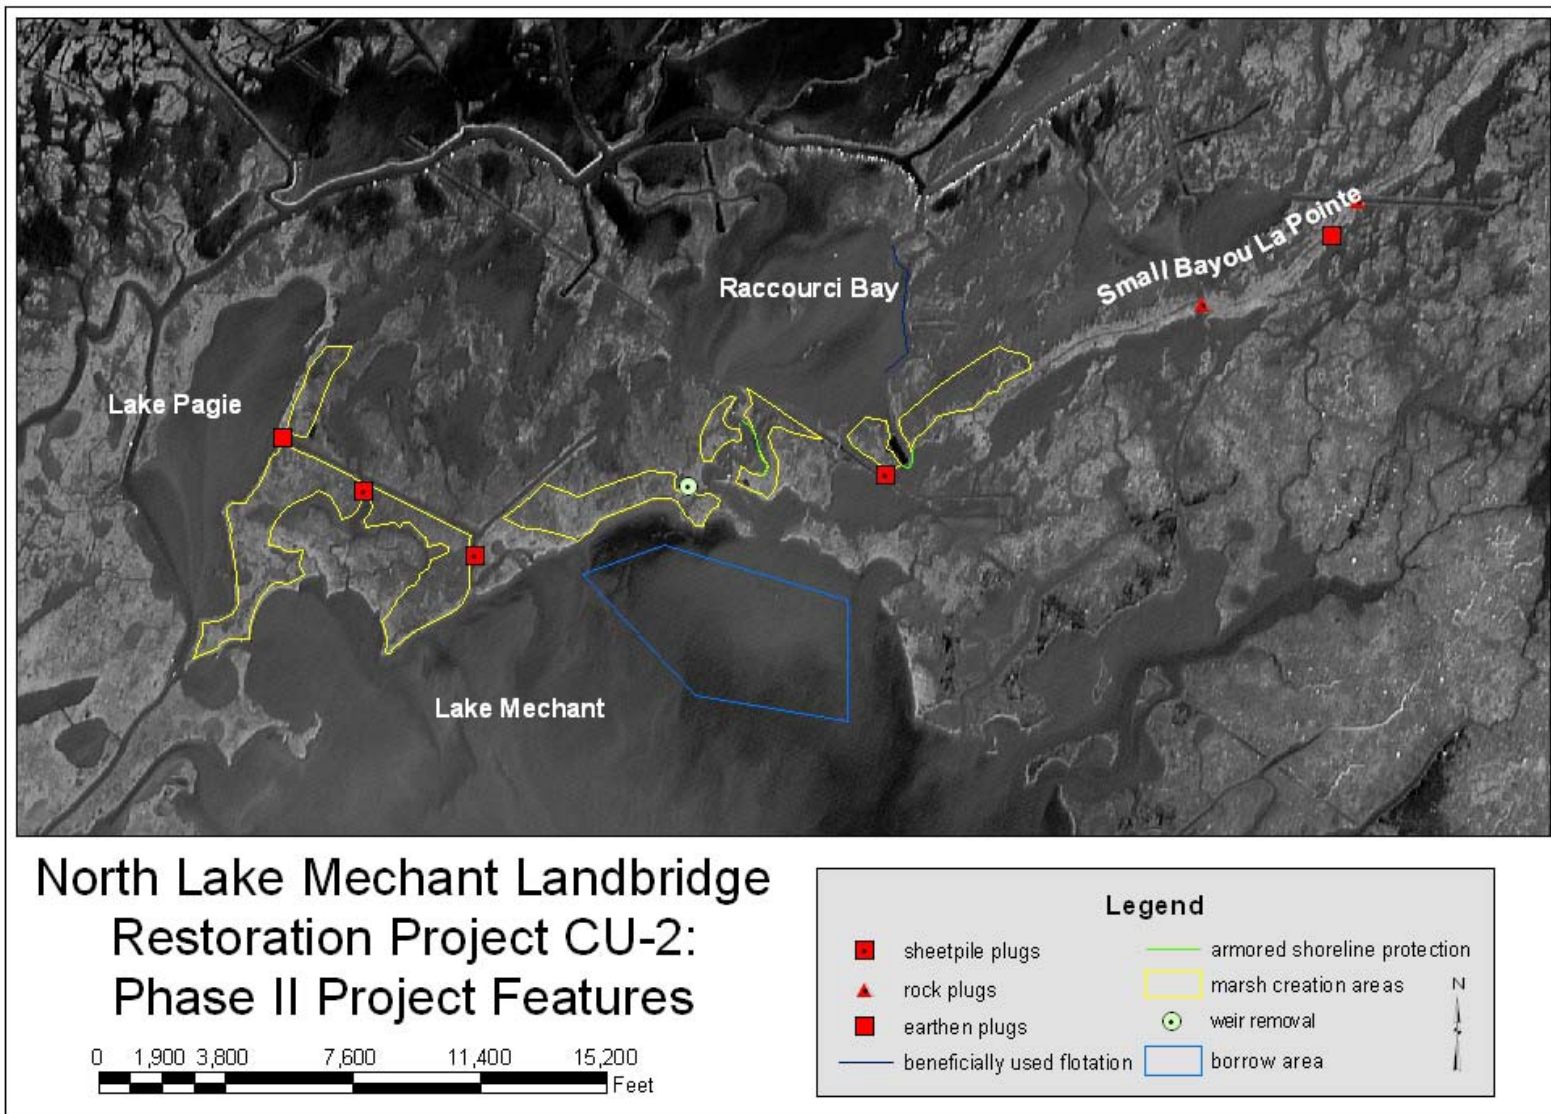 Small Bayou La Pointe
Raccourci Bay
Lake Pagie
Lake Mechant
North Lake Mechant Landbridge
Restoration Project CU-2:
Phase II Project Features
0 1,900 3,800 7,600 11,400 15,200
Feet
Legend
sheetpile plugs
rock plugs
earthen plugs
beneficially used flotation
armored shoreline protection
marsh creation areas
weir removal
borrow area
N